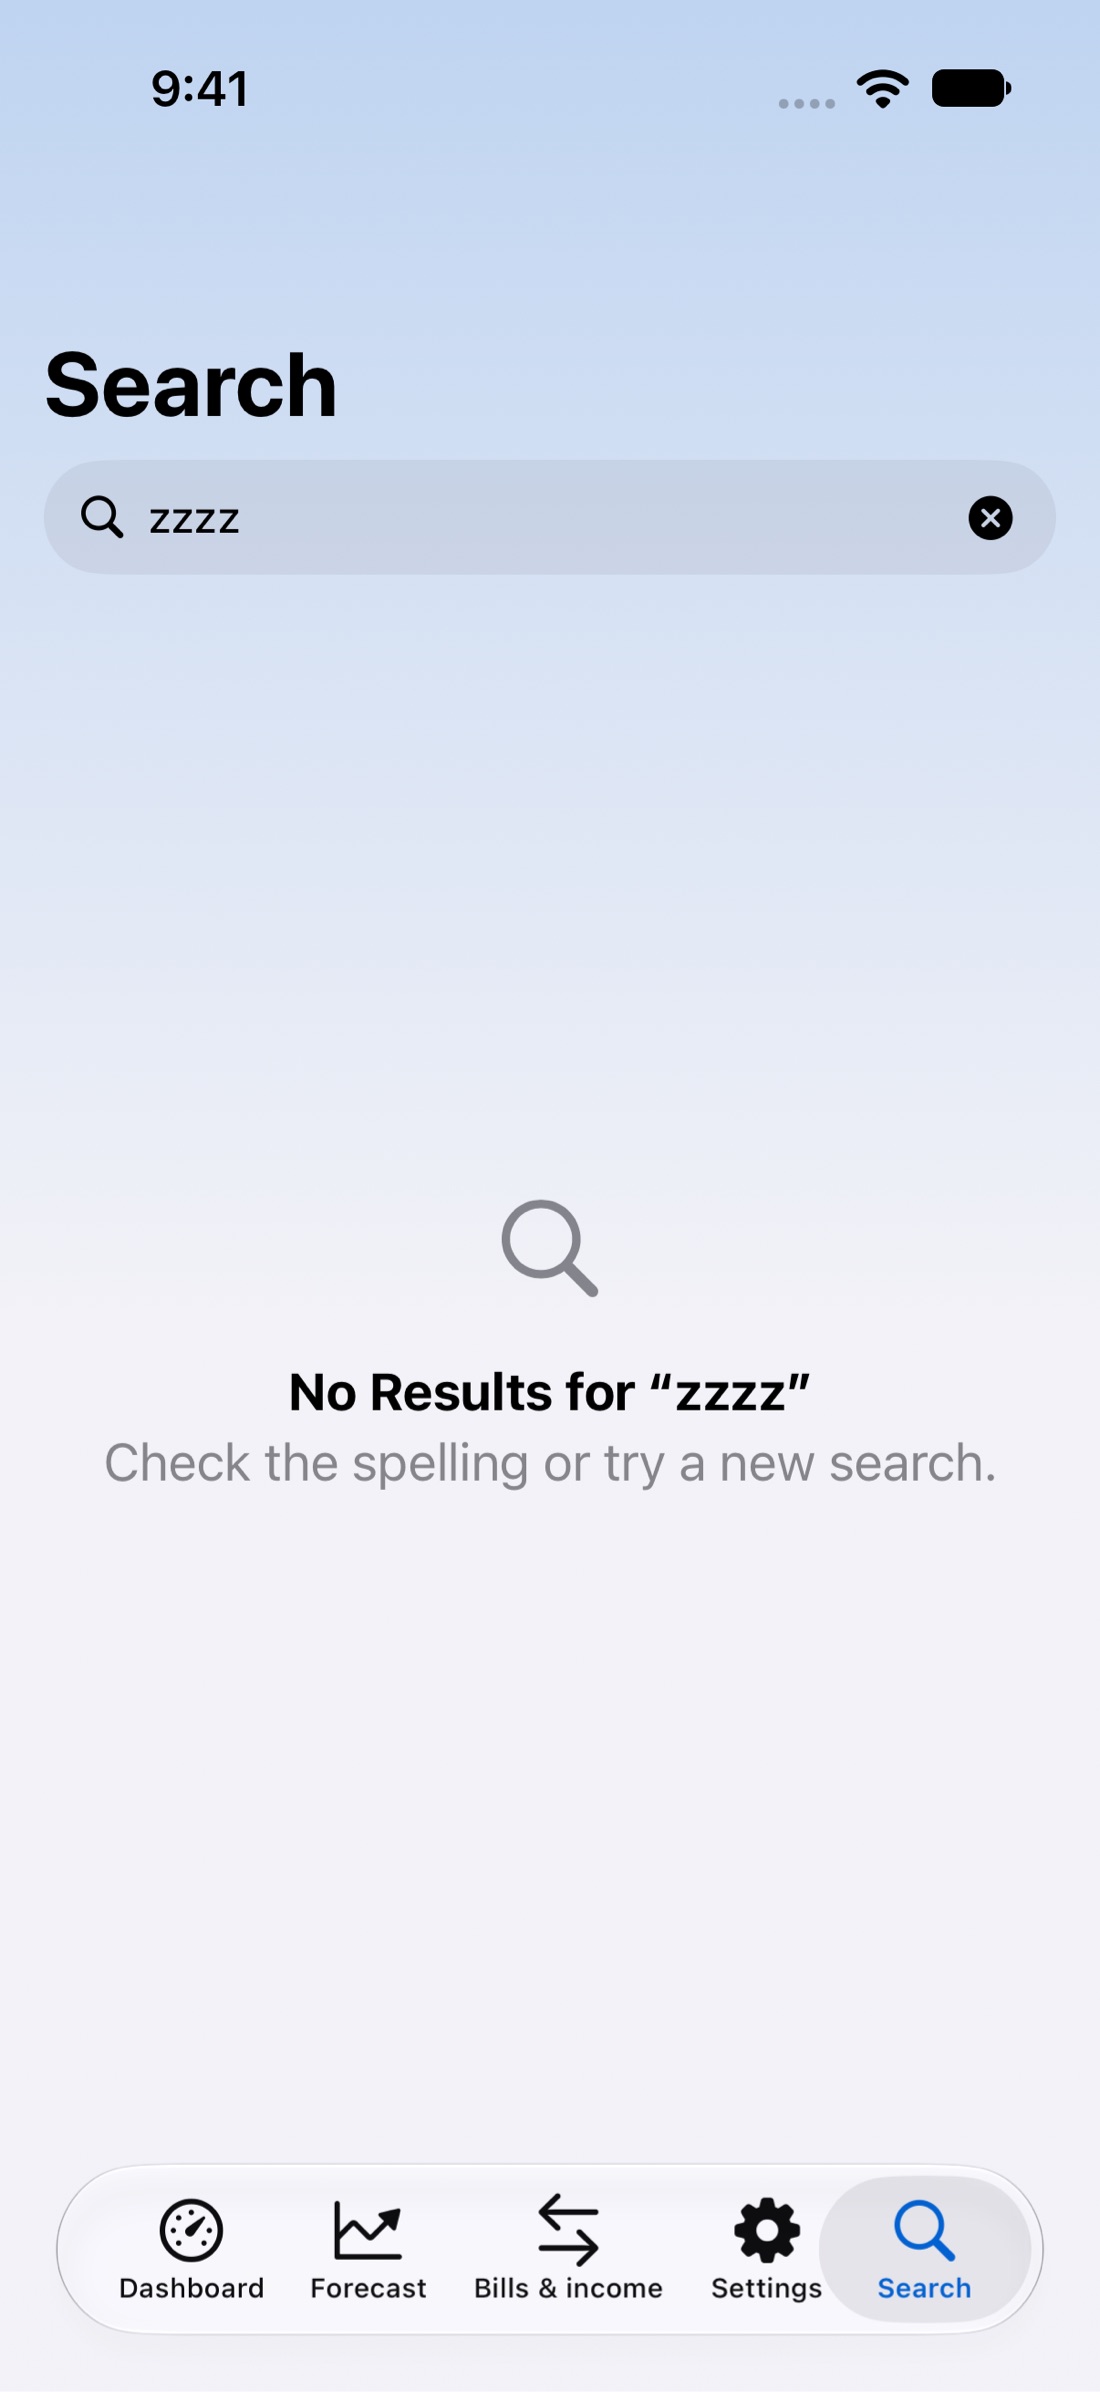 9:41
Search
zzzz
No Results for “zzzz”
Check the spelling or try a new search.
Dashboard
Forecast
Bills & income
Settings
Search